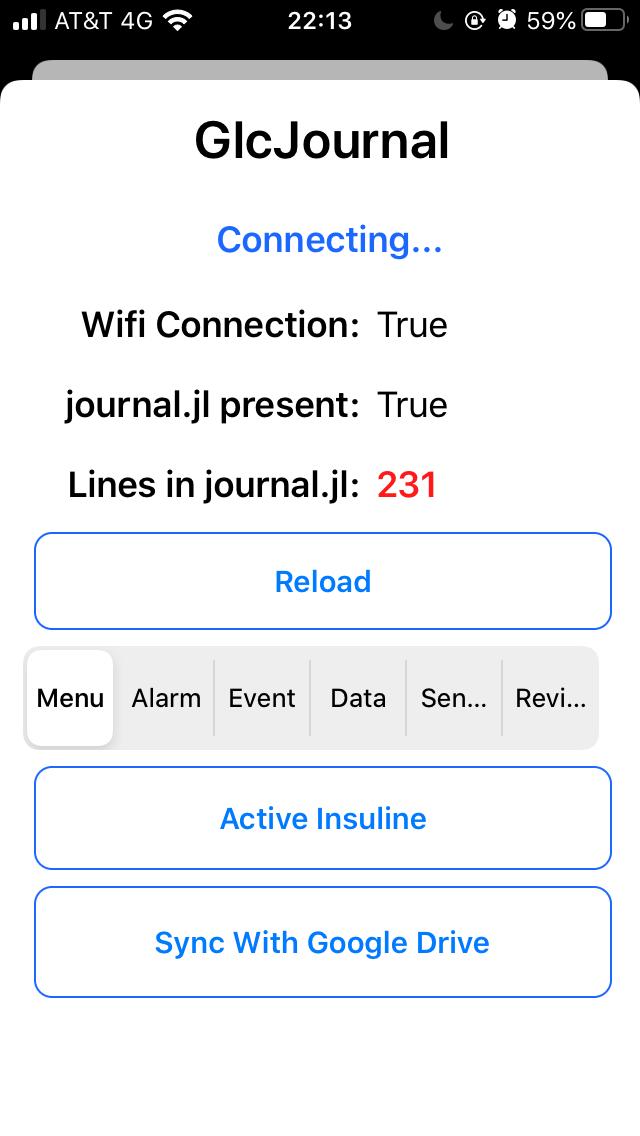 AT&T 4G 22:13 59%
GlcJournal
Connecting...
Wifi Connection: True
journal.jl present: True
Lines in journal.jl: 231
Reload
Menu Alarm Event Data Sen... Revi...
Active Insuline
Sync With Google Drive